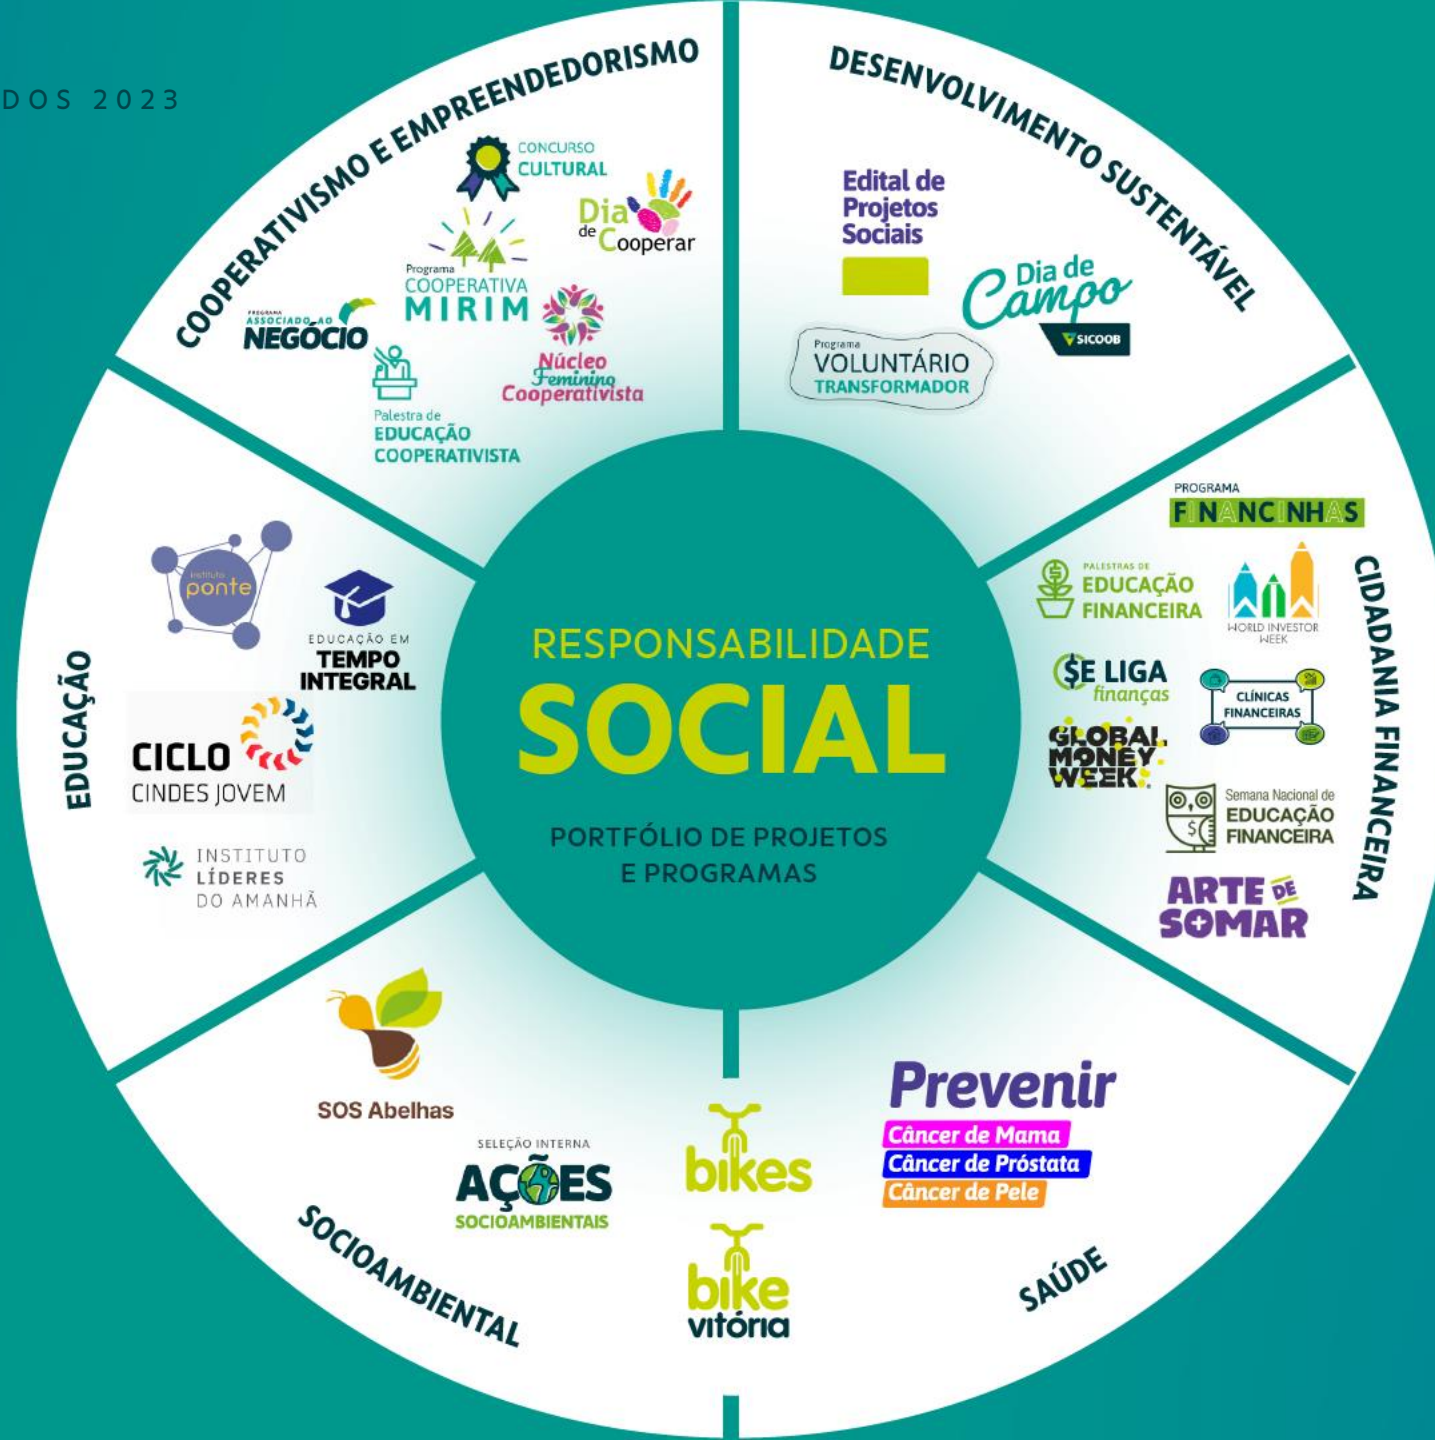 DOS 2023
COOPERATIVISMO E EMPREENDEDORISMO
CONCURSO
CULTURAL
Dia
de Cooperar
Programa
COOPERATIVA
MIRIM
PROGRAMA
ASSOCIADO AO
NEGÓCIO
Núcleo
Feminino
Cooperativista
Palestra de
EDUCAÇÃO
COOPERATIVISTA
DESENVOLVIMENTO SUSTENTÁVEL
Edital de
Projetos
Sociais
Dia de
Campo
SICOOB
Programa
VOLUNTÁRIO
TRANSFORMADOR
CIDADANIA FINANCEIRA
PROGRAMA
FINANCINHAS
PALESTRAS DE
EDUCAÇÃO
FINANCEIRA
WORLD INVESTOR
WEEK
$E LIGA
finanças
CLÍNICAS
FINANCEIRAS
GLOBAL
MONEY
WEEK
Semana Nacional de
EDUCAÇÃO
FINANCEIRA
ARTE DE
SOMAR
EDUCAÇÃO
instituto
ponte
EDUCAÇÃO EM
TEMPO
INTEGRAL
CICLO
CINDES JOVEM
INSTITUTO
LÍDERES
DO AMANHÃ
RESPONSABILIDADE
SOCIAL
PORTFÓLIO DE PROJETOS
E PROGRAMAS
SOCIOAMBIENTAL
SOS Abelhas
SELEÇÃO INTERNA
AÇÕES
SOCIOAMBIENTAIS
bikes
bike
vitória
SAÚDE
Prevenir
Câncer de Mama
Câncer de Próstata
Câncer de Pele